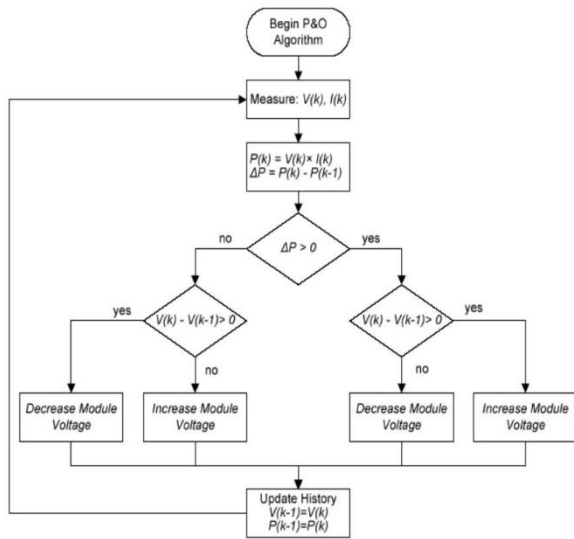 Begin P&O
Algorithm
Measure: V(k), I(k)
P(k) = V(k)× I(k)
ΔP = P(k) - P(k-1)
no
ΔP > 0
yes
yes
V(k) - V(k-1)> 0
V(k) - V(k-1)> 0
yes
no
no
Decrease Module
Voltage
Increase Module
Voltage
Decrease Module
Voltage
Increase Module
Voltage
Update History
V(k-1)=V(k)
P(k-1)=P(k)